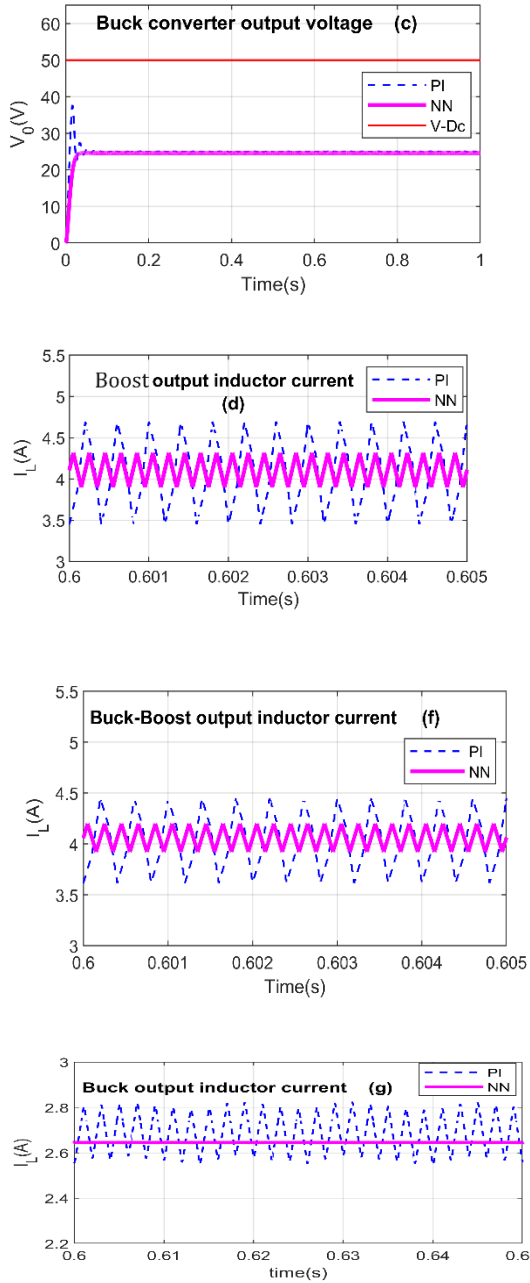 Buck converter output voltage (c)
60
50
40
30
20
10
0
V_0(V)
PI
NN
V-Dc
0 0.2 0.4 0.6 0.8 1
Time(s)
Boost output inductor current
(d)
5.5
5
4.5
4
3.5
3
I_L(A)
PI
NN
0.6 0.601 0.602 0.603 0.604 0.605
Time(s)
Buck-Boost output inductor current (f)
5.5
5
4.5
4
3.5
3
I_L(A)
PI
NN
0.6 0.601 0.602 0.603 0.604 0.605
Time(s)
Buck output inductor current (g)
3
2.8
2.6
2.4
2.2
I_L(A)
PI
NN
0.6 0.61 0.62 0.63 0.64 0.6
time(s)